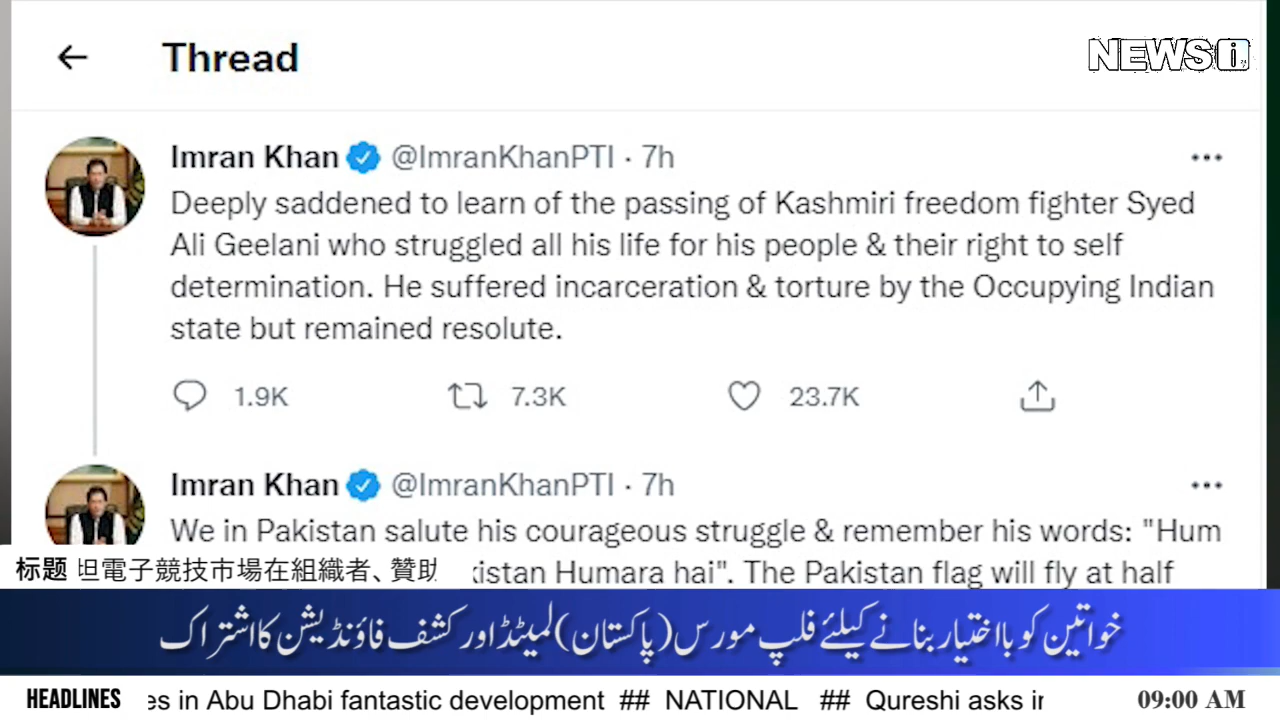 Thread
NEWS i
Imran Khan @ImranKhanPTI · 7h
Deeply saddened to learn of the passing of Kashmiri freedom fighter Syed
Ali Geelani who struggled all his life for his people & their right to self
determination. He suffered incarceration & torture by the Occupying Indian
state but remained resolute.
1.9K 7.3K 23.7K
Imran Khan @ImranKhanPTI · 7h
We in Pakistan salute his courageous struggle & remember his words: "Hum
标题 坦電子競技市場在組織者、贊助
kistan Humara hai". The Pakistan flag will fly at half
خواتین کو بااختیار بنانے کیلئے فلپ مورس (پاکستان) لمیٹڈ اور کشف فاؤنڈیشن کا اشتراک
HEADLINES es in Abu Dhabi fantastic development ## NATIONAL ## Qureshi asks in
09:00 AM